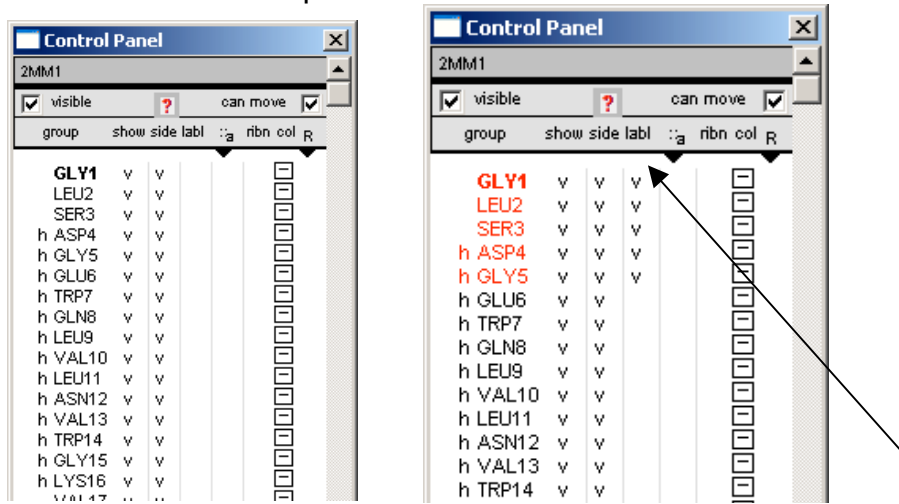 Control Panel
2MM1
visible ? can move
group show side labl ::a ribn col R
GLY1 v v
LEU2 v v
SER3 v v
h ASP4 v v
h GLY5 v v
h GLU6 v v
h TRP7 v v
h GLN8 v v
h LEU9 v v
h VAL10 v v
h LEU11 v v
h ASN12 v v
h VAL13 v v
h TRP14 v v
h GLY15 v v
h LYS16 v v
Control Panel
2MM1
visible ? can move
group show side labl ::a ribn col R
GLY1 v v v
LEU2 v v v
SER3 v v v
h ASP4 v v v
h GLY5 v v v
h GLU6 v v
h TRP7 v v
h GLN8 v v
h LEU9 v v
h VAL10 v v
h LEU11 v v
h ASN12 v v
h VAL13 v v
h TRP14 v v